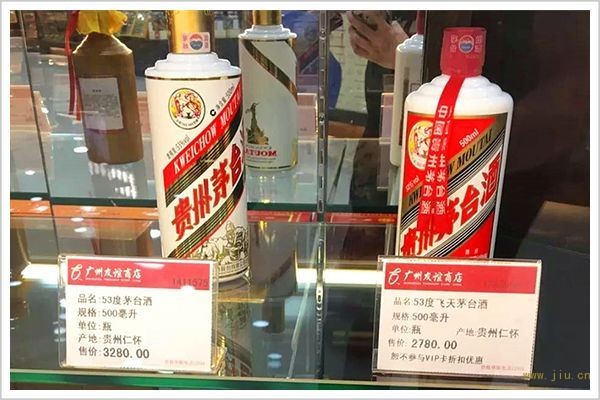 KWEICHOW MOUTAI
贵州茅台酒
MOUTAI
500ml
MOUTAI
贵州茅台酒
广州友谊商店
1411575
品名:53度茅台酒
规格:500毫升
单位:瓶
产地:贵州仁怀
售价:3280.00
广州友谊商店
品名:53度飞天茅台酒
规格:500毫升
单位:瓶 产地:贵州仁怀
售价:2780.00
恕不参与VIP卡折扣优惠
www.jiu.cn